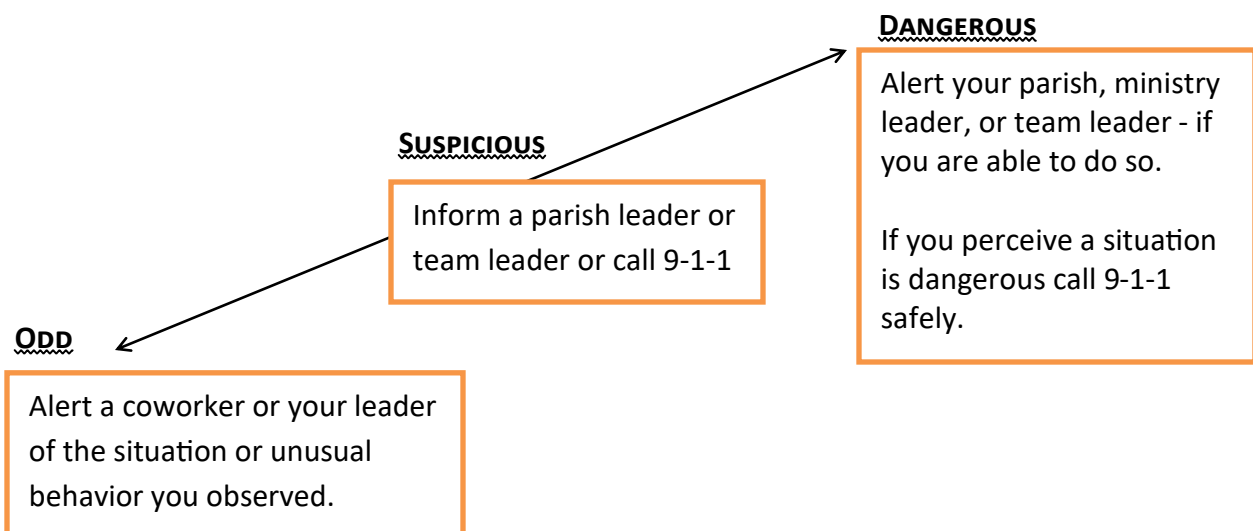 DANGEROUS
Alert your parish, ministry
leader, or team leader - if
you are able to do so.
If you perceive a situation
is dangerous call 9-1-1
safely.
SUSPICIOUS
Inform a parish leader or
team leader or call 9-1-1
ODD
Alert a coworker or your leader
of the situation or unusual
behavior you observed.